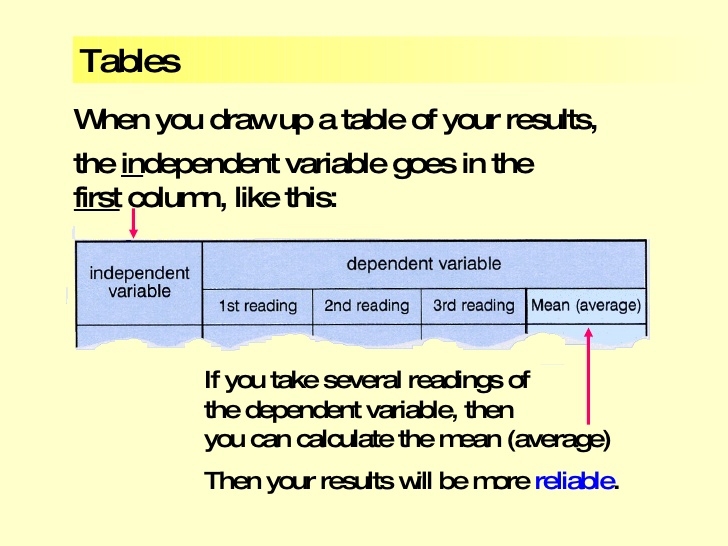 Tables
When you draw up a table of your results,
the independent variable goes in the
first column, like this:
independent
variable
dependent variable
1st reading 2nd reading 3rd reading Mean (average)
If you take several readings of
the dependent variable, then
you can calculate the mean (average)
Then your results will be more reliable.